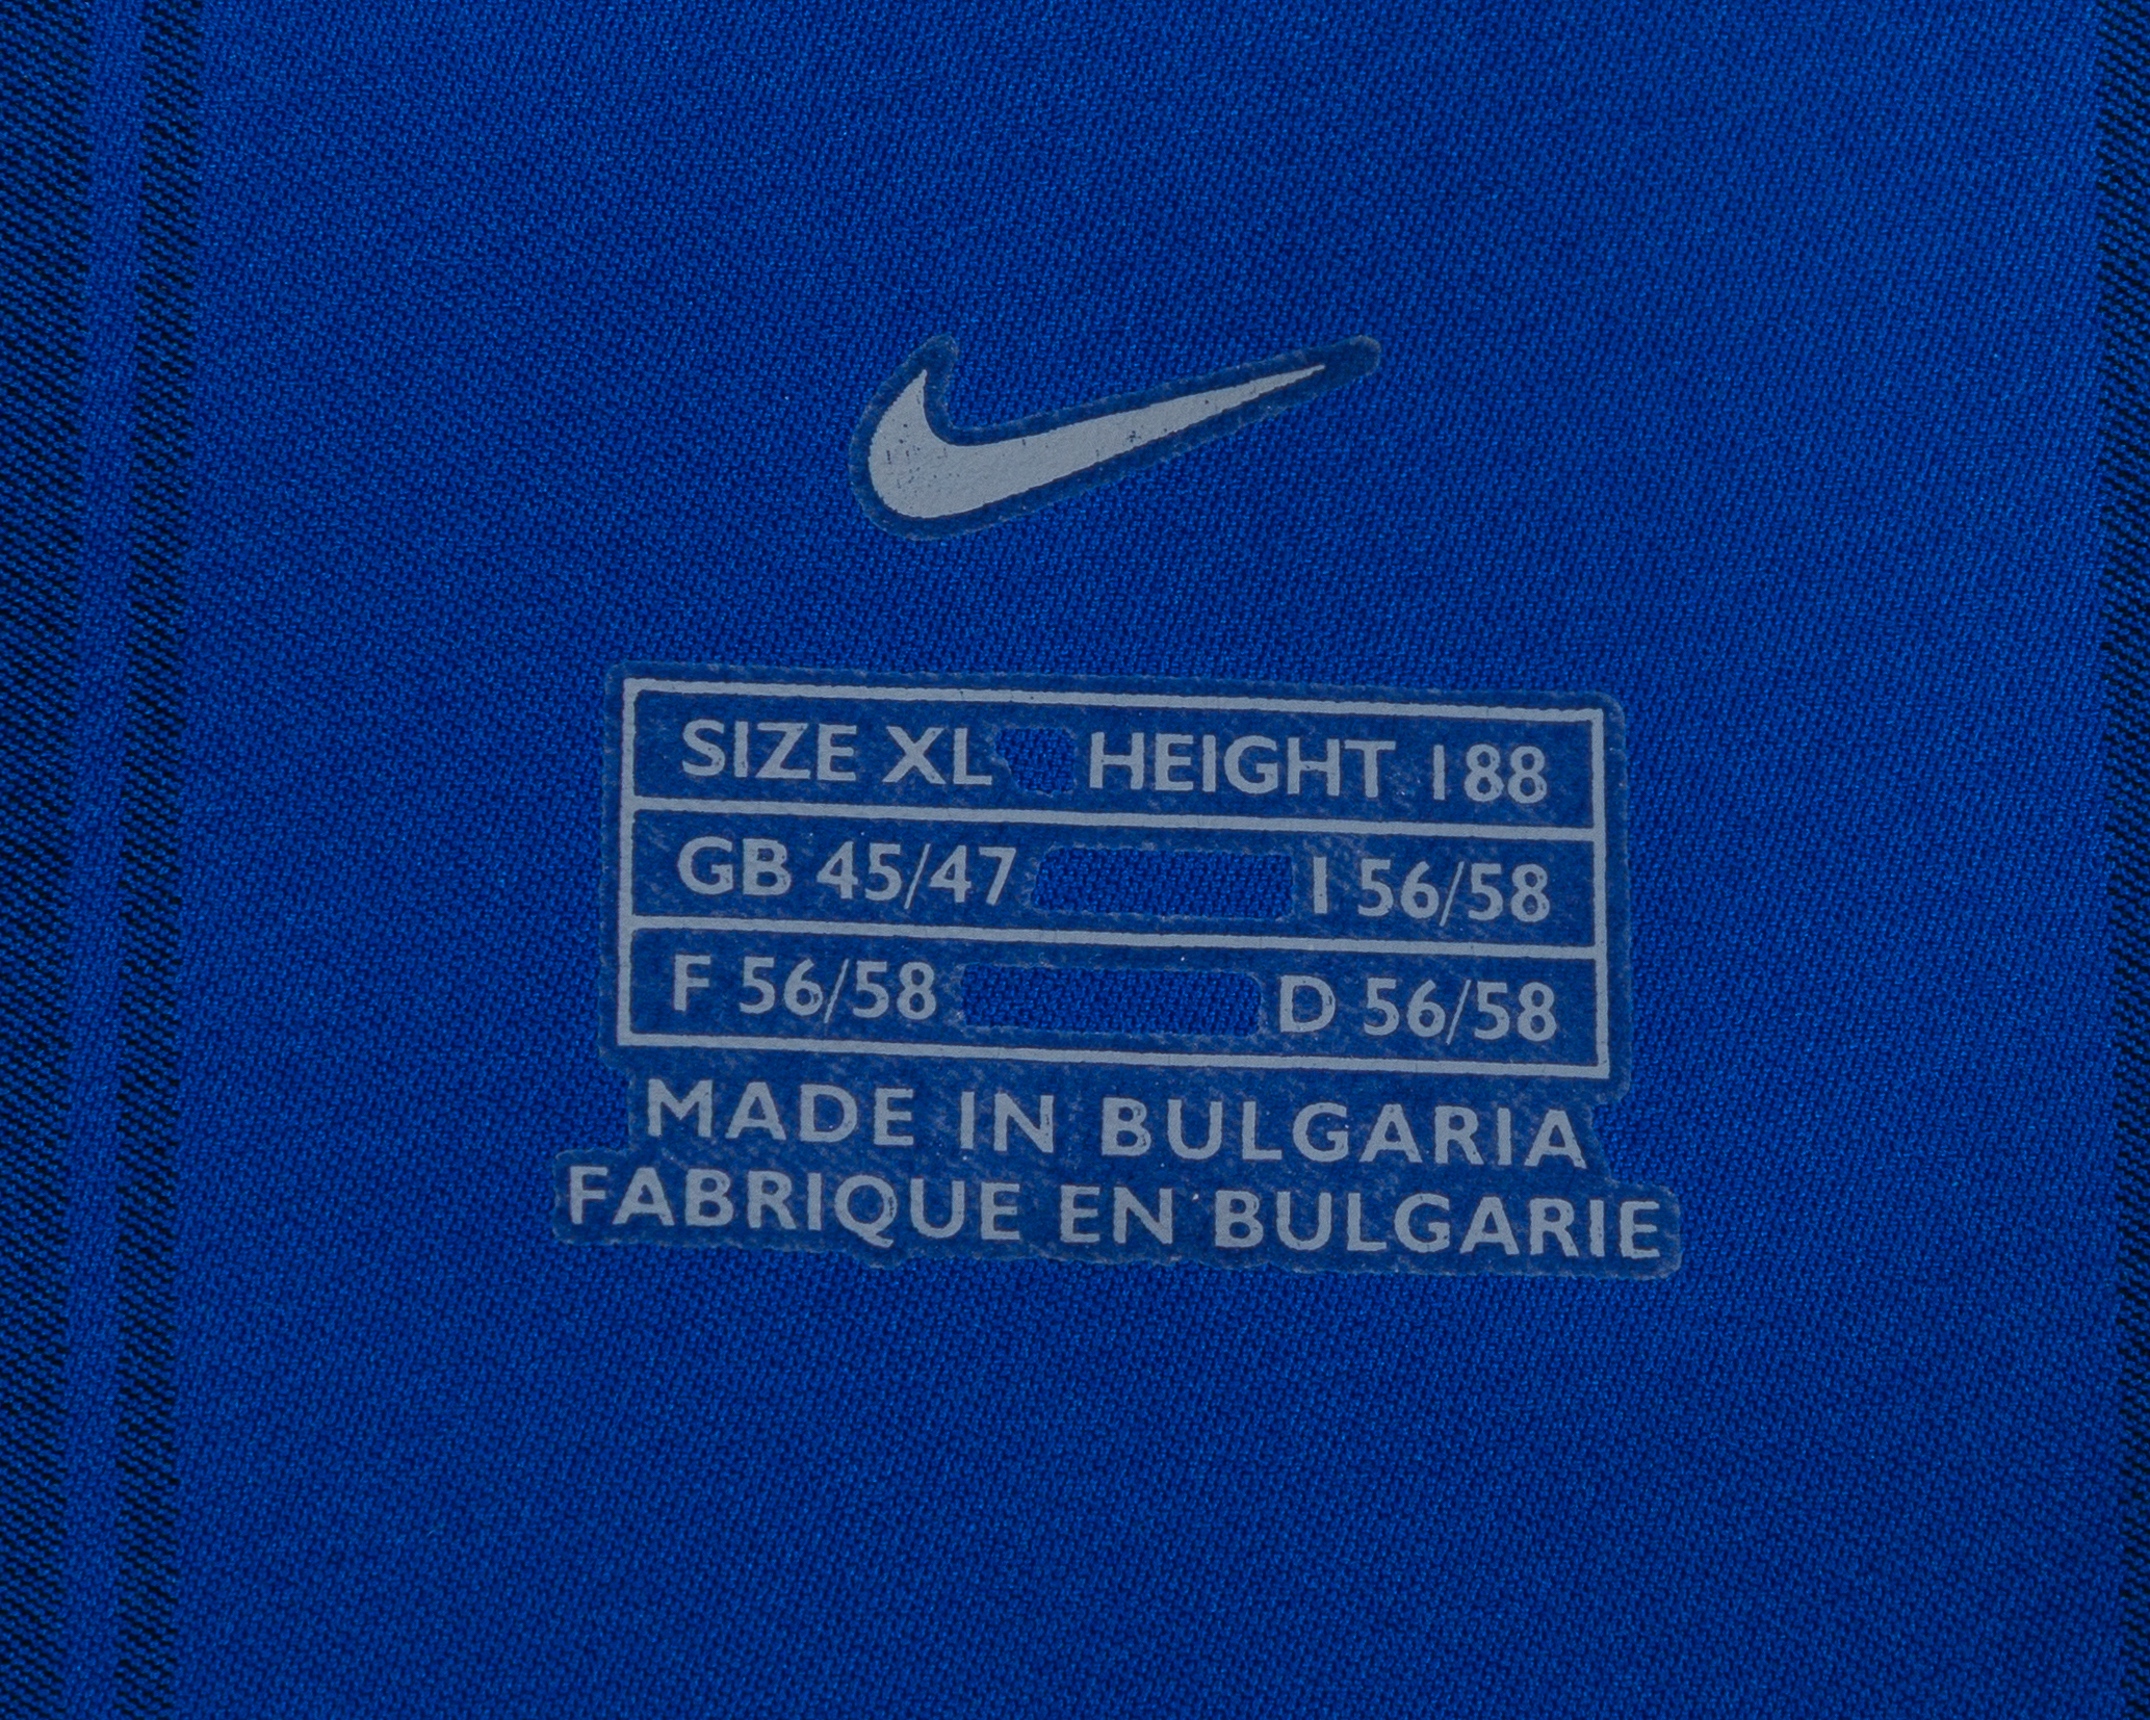 SIZE XL HEIGHT 188
GB 45/47 I 56/58
F 56/58 D 56/58
MADE IN BULGARIA
FABRIQUE EN BULGARIE